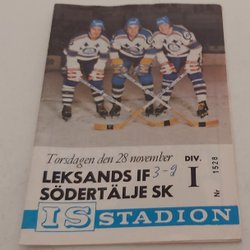 Torsdagen den 28 november
DIV.
I
LEKSANDS IF 3-9
SÖDERTÄLJE SK
Nr 1528
IS STADION